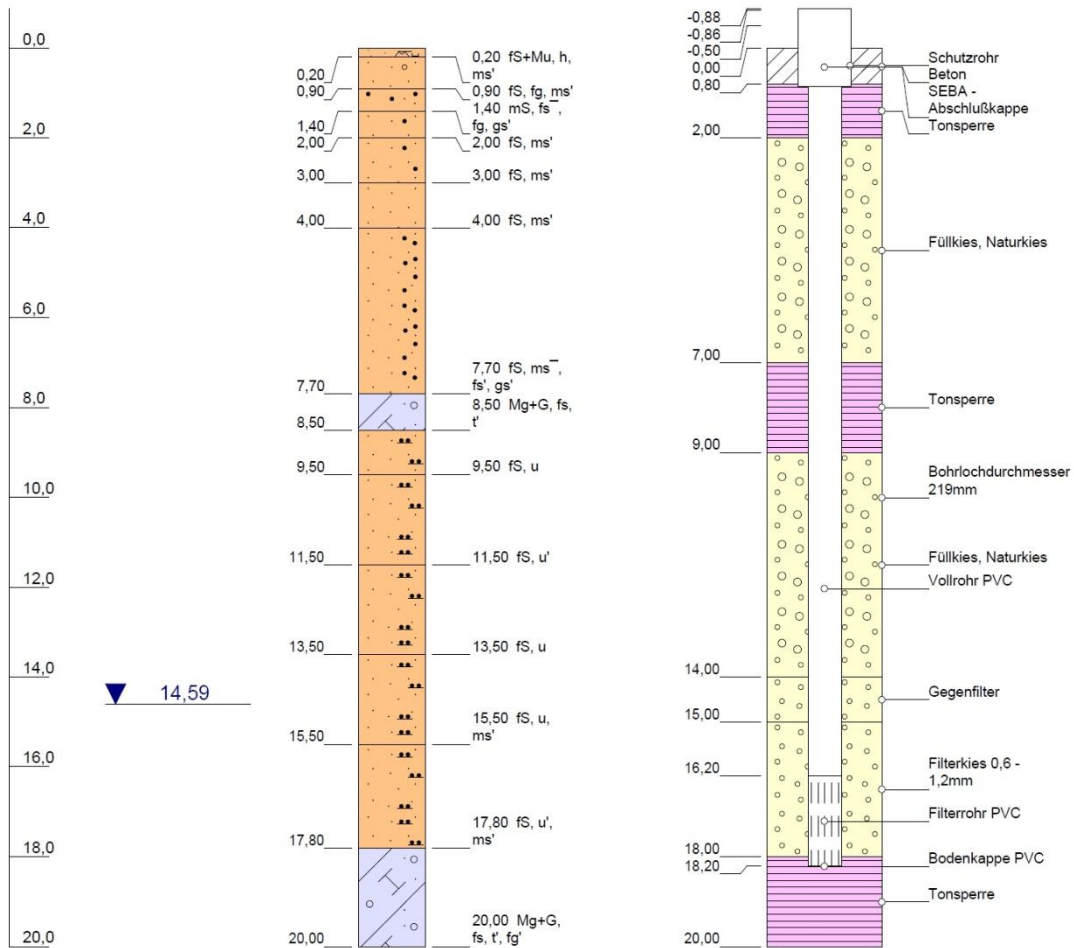 0,0
2,0
4,0
6,0
8,0
10,0
12,0
14,0
16,0
18,0
20,0
14,59
0,20
0,90
1,40
2,00
3,00
4,00
7,70
8,50
9,50
11,50
13,50
15,50
17,80
20,00
0,20 fS+Mu, h,
ms'
0,90 fS, fg, ms'
1,40 mS, fs¯,
fg, gs'
2,00 fS, ms'
3,00 fS, ms'
4,00 fS, ms'
7,70 fS, ms¯,
fs', gs'
8,50 Mg+G, fs,
t'
9,50 fS, u
11,50 fS, u'
13,50 fS, u
15,50 fS, u,
ms'
17,80 fS, u',
ms'
20,00 Mg+G,
fs, t', fg'
-0,88
-0,86
-0,50
0,00
0,80
2,00
7,00
9,00
14,00
15,00
16,20
18,00
18,20
20,00
Schutzrohr
Beton
SEBA -
Abschlußkappe
Tonsperre
Füllkies, Naturkies
Tonsperre
Bohrlochdurchmesser
219mm
Füllkies, Naturkies
Vollrohr PVC
Gegenfilter
Filterkies 0,6 -
1,2mm
Filterrohr PVC
Bodenkappe PVC
Tonsperre